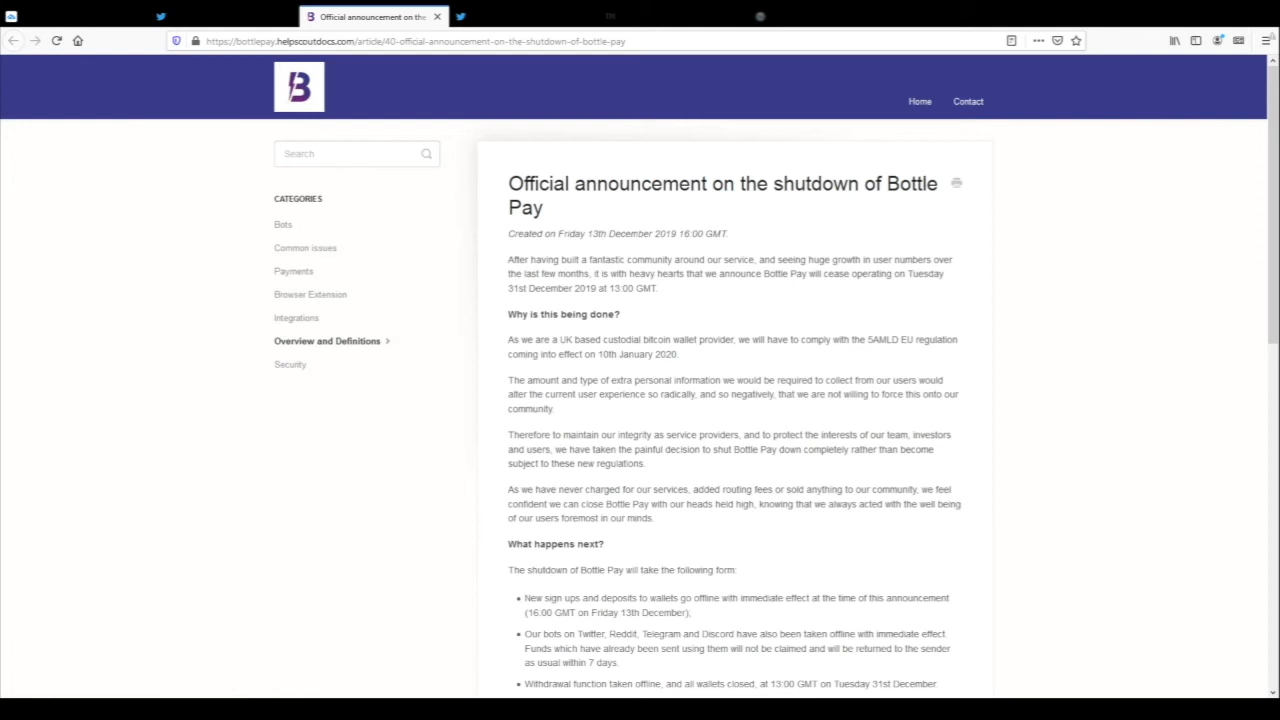 Official announcement on the
https://bottlepay.helpscoutdocs.com/article/40-official-announcement-on-the-shutdown-of-bottle-pay
B
Home
Contact
Search
CATEGORIES
Bots
Common issues
Payments
Browser Extension
Integrations
Overview and Definitions >
Security
Official announcement on the shutdown of Bottle
Pay
Created on Friday 13th December 2019 16:00 GMT.
After having built a fantastic community around our service, and seeing huge growth in user numbers over
the last few months, it is with heavy hearts that we announce Bottle Pay will cease operating on Tuesday
31st December 2019 at 13:00 GMT.
Why is this being done?
As we are a UK based custodial bitcoin wallet provider, we will have to comply with the 5AMLD EU regulation
coming into effect on 10th January 2020.
The amount and type of extra personal information we would be required to collect from our users would
alter the current user experience so radically, and so negatively, that we are not willing to force this onto our
community.
Therefore to maintain our integrity as service providers, and to protect the interests of our team, investors
and users, we have taken the painful decision to shut Bottle Pay down completely rather than become
subject to these new regulations.
As we have never charged for our services, added routing fees or sold anything to our community, we feel
confident we can close Bottle Pay with our heads held high, knowing that we always acted with the well being
of our users foremost in our minds.
What happens next?
The shutdown of Bottle Pay will take the following form:
• New sign ups and deposits to wallets go offline with immediate effect at the time of this announcement
(16:00 GMT on Friday 13th December);
• Our bots on Twitter, Reddit, Telegram and Discord have also been taken offline with immediate effect.
Funds which have already been sent using them will not be claimed and will be returned to the sender
as usual within 7 days.
• Withdrawal function taken offline, and all wallets closed, at 13:00 GMT on Tuesday 31st December.